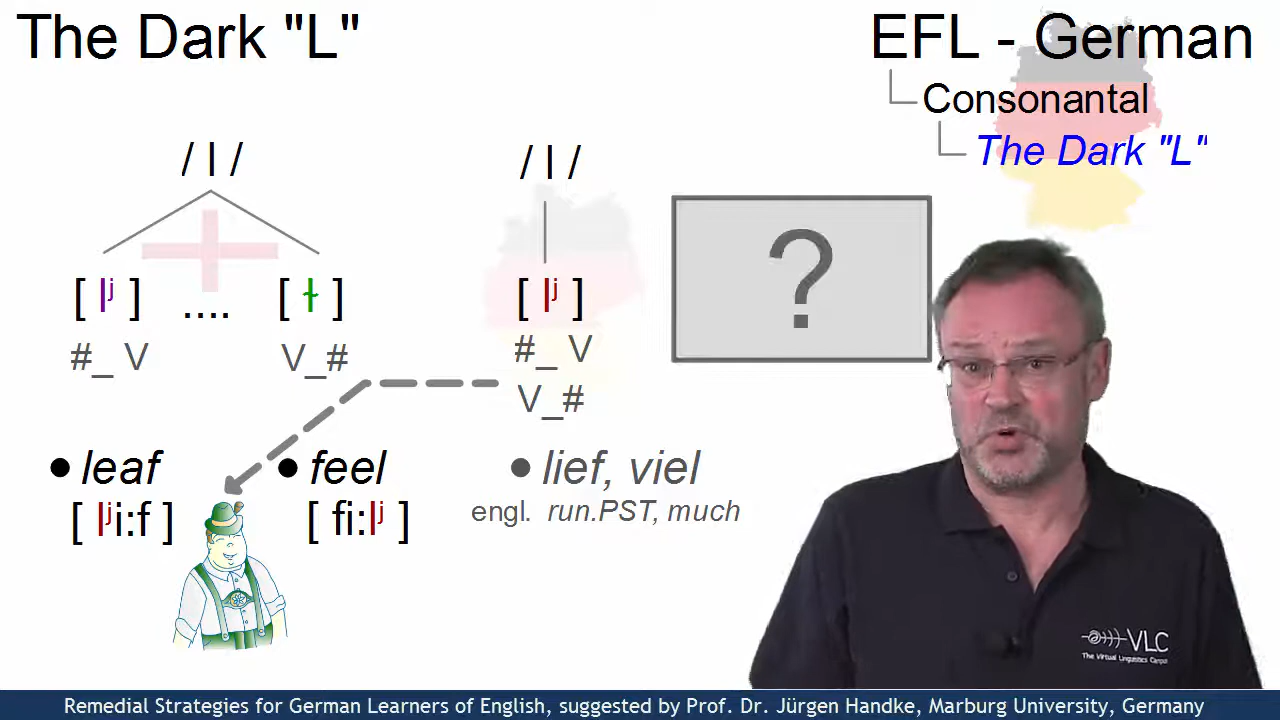 The Dark "L"
EFL - German
Consonantal
The Dark "L"
/ l /
/ l /
[ lʲ ] .... [ ɫ ]
[ lʲ ]
?
#_ V
V_#
#_ V
V_#
• leaf
• feel
• lief, viel
[ lʲi:f ]
[ fi:lʲ ]
engl. run.PST, much
VLC
The Virtual Linguistics Campus
Remedial Strategies for German Learners of English, suggested by Prof. Dr. Jürgen Handke, Marburg University, Germany